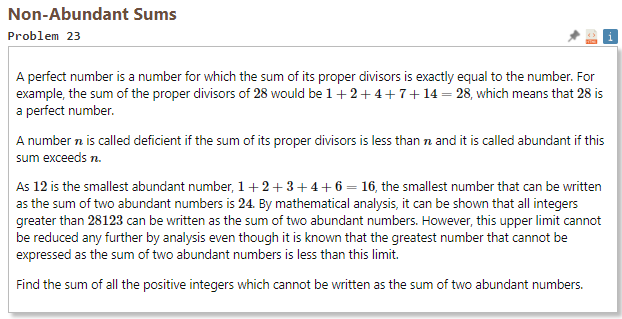 Non-Abundant Sums
Problem 23
i
A perfect number is a number for which the sum of its proper divisors is exactly equal to the number. For
example, the sum of the proper divisors of 28 would be 1 + 2 + 4 + 7 + 14 = 28, which means that 28 is
a perfect number.
A number n is called deficient if the sum of its proper divisors is less than n and it is called abundant if this
sum exceeds n.
As 12 is the smallest abundant number, 1 + 2 + 3 + 4 + 6 = 16, the smallest number that can be written
as the sum of two abundant numbers is 24. By mathematical analysis, it can be shown that all integers
greater than 28123 can be written as the sum of two abundant numbers. However, this upper limit cannot
be reduced any further by analysis even though it is known that the greatest number that cannot be
expressed as the sum of two abundant numbers is less than this limit.
Find the sum of all the positive integers which cannot be written as the sum of two abundant numbers.